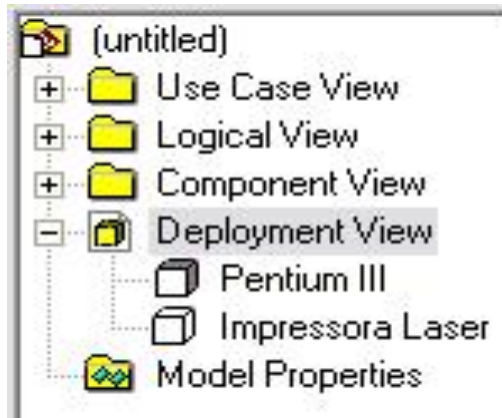 (untitled)
Use Case View
Logical View
Component View
Deployment View
Pentium III
Impressora Laser
Model Properties